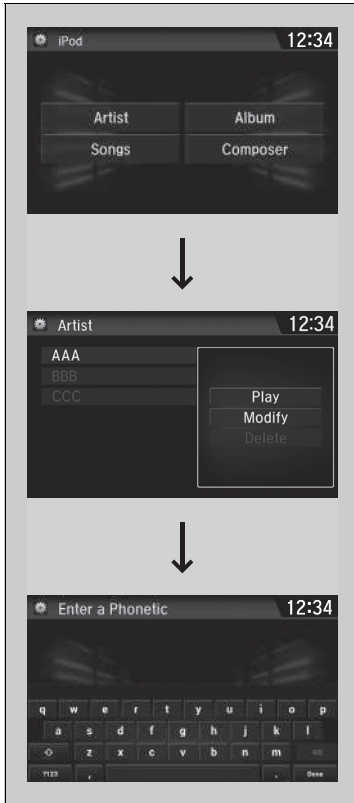 iPod 12:34
Artist Album
Songs Composer
Artist 12:34
AAA
BBB
CCC
Play
Modify
Delete
Enter a Phonetic 12:34
q w e r t y u i o p
a s d f g h j k l
z x c v b n m
?123 , . Done